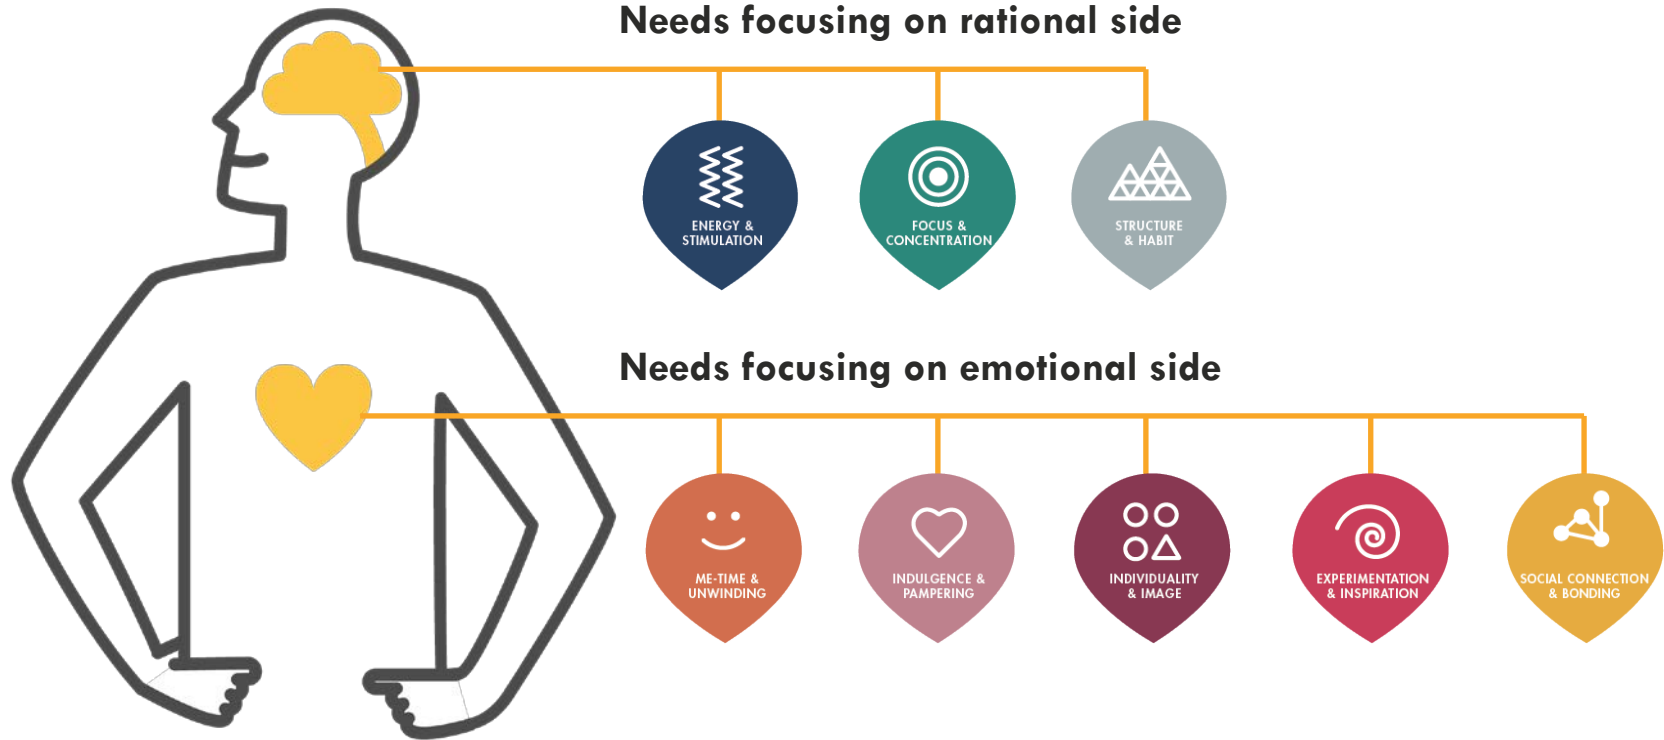 Needs focusing on rational side
ENERGY &
STIMULATION
FOCUS &
CONCENTRATION
STRUCTURE
& HABIT
Needs focusing on emotional side
ME-TIME &
UNWINDING
INDULGENCE &
PAMPERING
INDIVIDUALITY
& IMAGE
EXPERIMENTATION
& INSPIRATION
SOCIAL CONNECTION
& BONDING